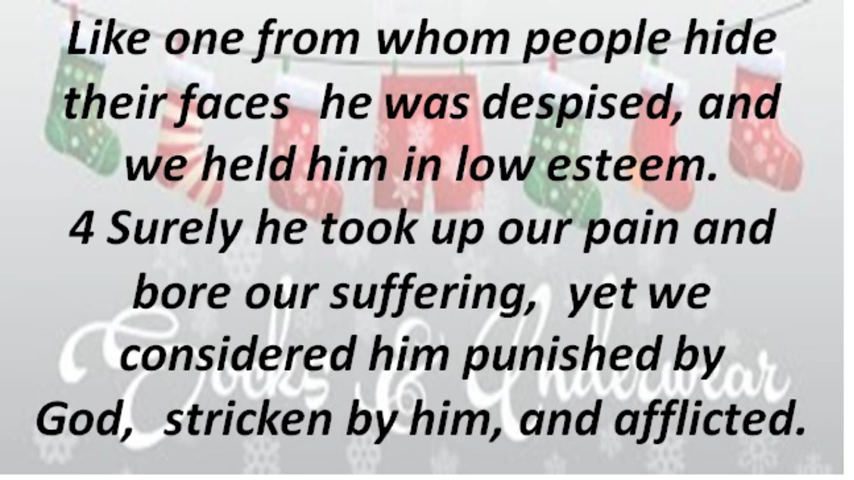 Like one from whom people hide
their faces he was despised, and
we held him in low esteem.
4 Surely he took up our pain and
bore our suffering, yet we
considered him punished by
God, stricken by him, and afflicted.
Socks & Underwear